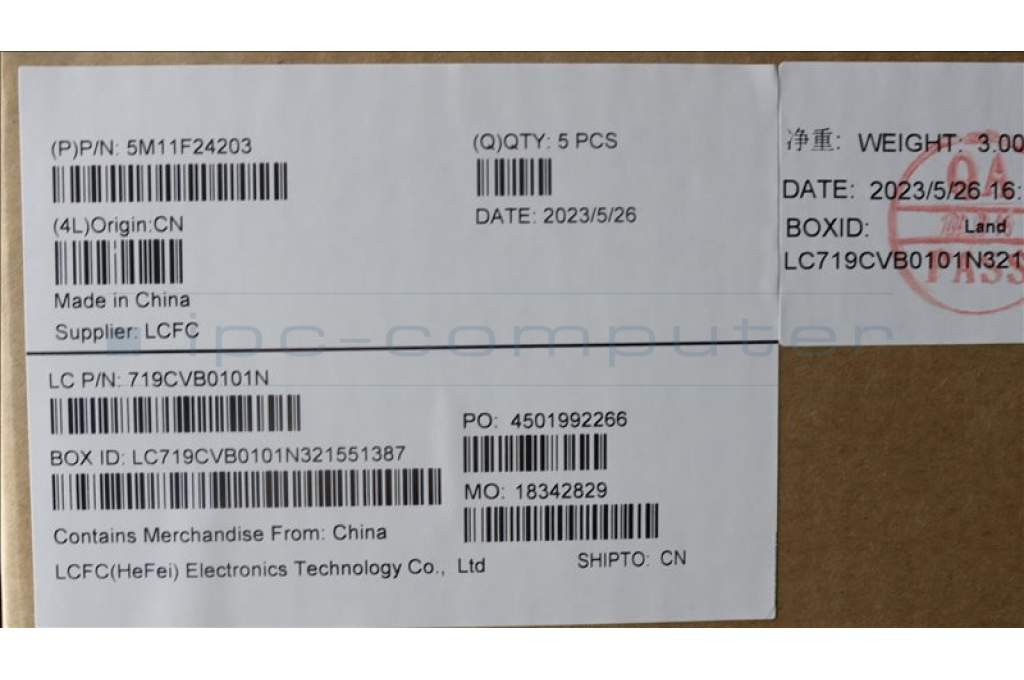 (P)P/N: 5M11F24203
(4L)Origin:CN
Made in China
Supplier: LCFC
(Q)QTY: 5 PCS
DATE: 2023/5/26
LC P/N: 719CVB0101N
BOX ID: LC719CVB0101N321551387
Contains Merchandise From: China
LCFC(HeFei) Electronics Technology Co., Ltd
PO: 4501992266
MO: 18342829
SHIPTO: CN
净重: WEIGHT: 3.00
DATE: 2023/5/26 16:
BOXID: Land
LC719CVB0101N321
QA
PASS
ipc-computer